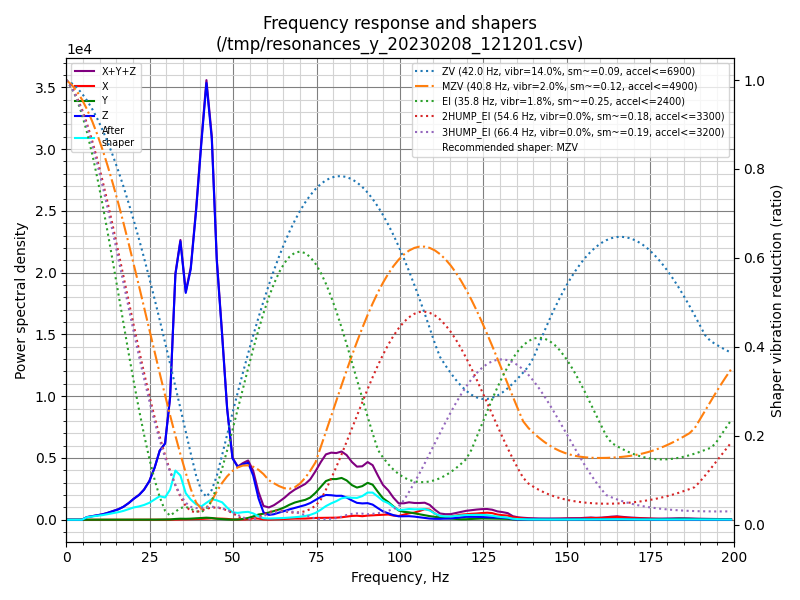 Frequency response and shapers
(/tmp/resonances_y_20230208_121201.csv)
1e4
X+Y+Z
X
Y
Z
After
shaper
ZV (42.0 Hz, vibr=14.0%, sm~=0.09, accel<=6900)
MZV (40.8 Hz, vibr=2.0%, sm~=0.12, accel<=4900)
EI (35.8 Hz, vibr=1.8%, sm~=0.25, accel<=2400)
2HUMP_EI (54.6 Hz, vibr=0.0%, sm~=0.18, accel<=3300)
3HUMP_EI (66.4 Hz, vibr=0.0%, sm~=0.19, accel<=3200)
Recommended shaper: MZV
Power spectral density
3.5
3.0
2.5
2.0
1.5
1.0
0.5
0.0
1.0
0.8
0.6
0.4
0.2
0.0
Shaper vibration reduction (ratio)
0 25 50 75 100 125 150 175 200
Frequency, Hz